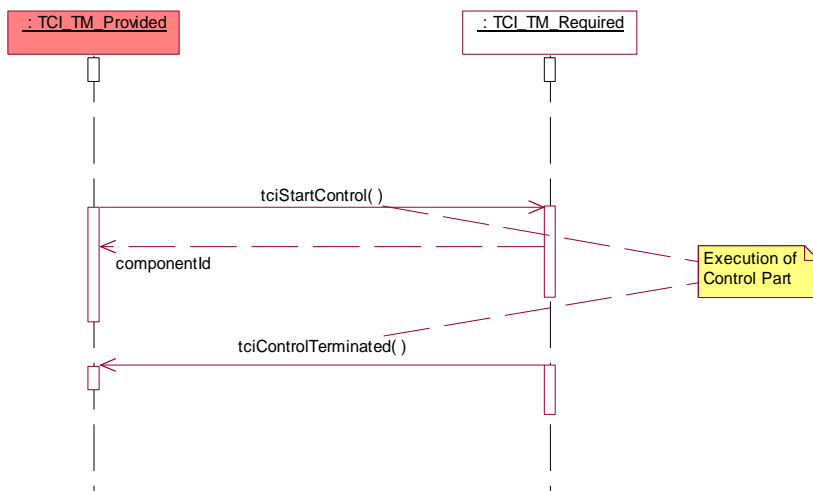 : TCI_TM_Provided
: TCI_TM_Required
tciStartControl( )
componentId
Execution of
Control Part
tciControlTerminated( )